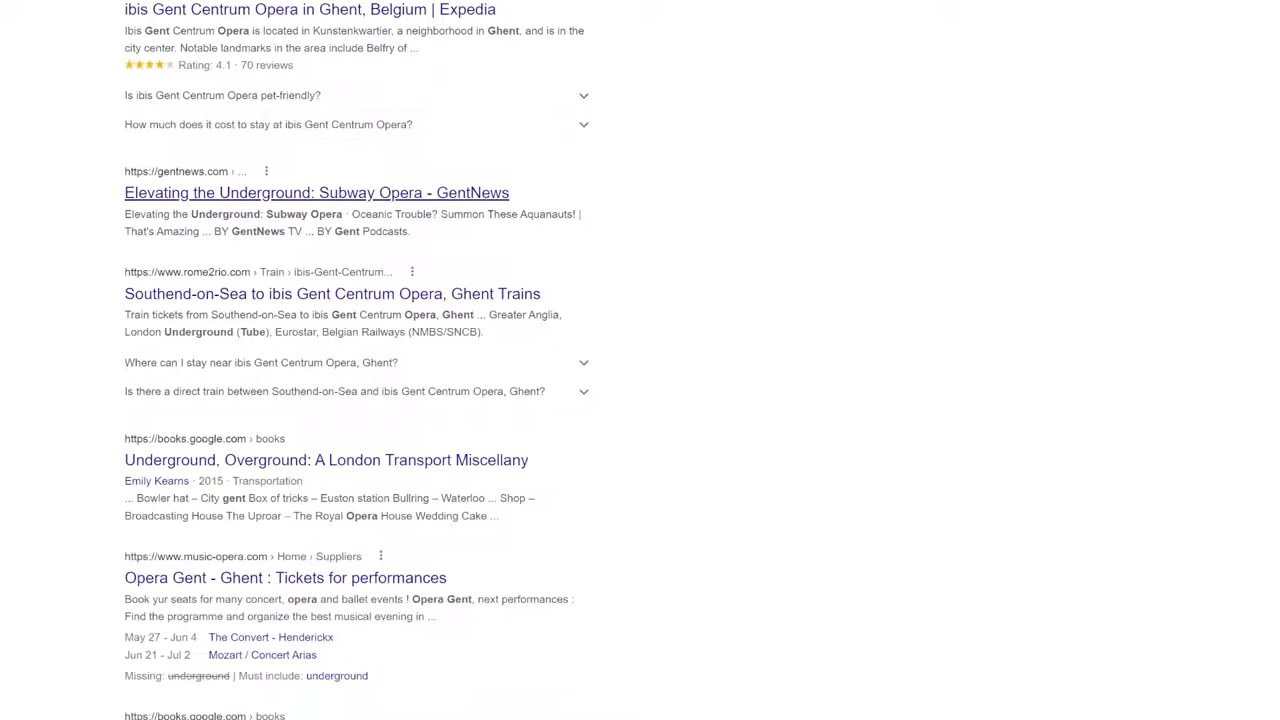 ibis Gent Centrum Opera in Ghent, Belgium | Expedia
Ibis Gent Centrum Opera is located in Kunstenkwartier, a neighborhood in Ghent, and is in the
city center. Notable landmarks in the area include Belfry of ...
Rating: 4.1 · 70 reviews
Is ibis Gent Centrum Opera pet-friendly?
How much does it cost to stay at ibis Gent Centrum Opera?
https://gentnews.com › ...
Elevating the Underground: Subway Opera - GentNews
Elevating the Underground: Subway Opera · Oceanic Trouble? Summon These Aquanauts! |
That's Amazing ... BY GentNews TV ... BY Gent Podcasts.
https://www.rome2rio.com › Train › ibis-Gent-Centrum...
Southend-on-Sea to ibis Gent Centrum Opera, Ghent Trains
Train tickets from Southend-on-Sea to ibis Gent Centrum Opera, Ghent ... Greater Anglia,
London Underground (Tube), Eurostar, Belgian Railways (NMBS/SNCB).
Where can I stay near ibis Gent Centrum Opera, Ghent?
Is there a direct train between Southend-on-Sea and ibis Gent Centrum Opera, Ghent?
https://books.google.com › books
Underground, Overground: A London Transport Miscellany
Emily Kearns · 2015 · Transportation
... Bowler hat – City gent Box of tricks – Euston station Bullring – Waterloo ... Shop –
Broadcasting House The Uproar – The Royal Opera House Wedding Cake ...
https://www.music-opera.com › Home › Suppliers
Opera Gent - Ghent : Tickets for performances
Book yur seats for many concert, opera and ballet events ! Opera Gent, next performances :
Find the programme and organize the best musical evening in ...
May 27 - Jun 4 The Convert - Henderickx
Jun 21 - Jul 2 Mozart / Concert Arias
Missing: underground | Must include: underground
https://books.google.com › books